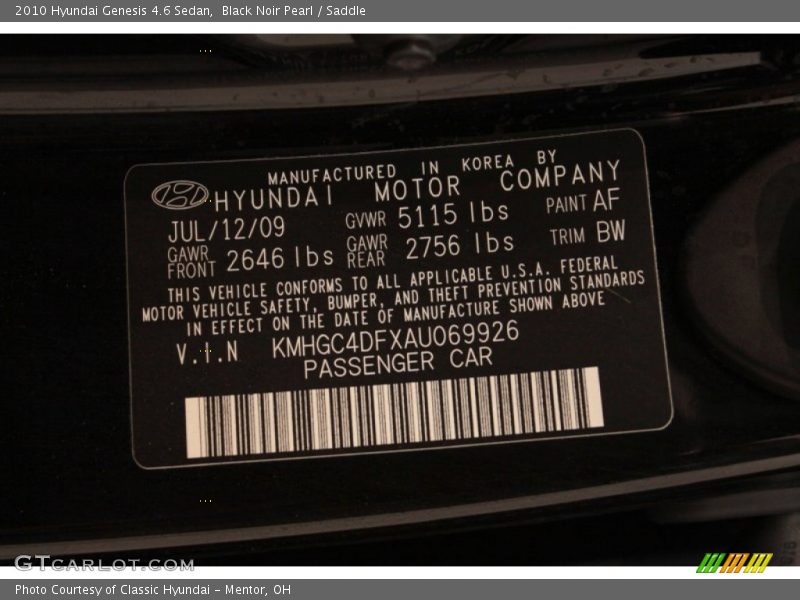 2010 Hyundai Genesis 4.6 Sedan,  Black Noir Pearl / Saddle
MANUFACTURED IN KOREA BY
HYUNDAI MOTOR COMPANY
JUL/12/09 GVWR 5115 lbs PAINT AF
GAWR FRONT 2646 lbs GAWR REAR 2756 lbs TRIM BW
THIS VEHICLE CONFORMS TO ALL APPLICABLE U.S.A. FEDERAL
MOTOR VEHICLE SAFETY, BUMPER, AND THEFT PREVENTION STANDARDS
IN EFFECT ON THE DATE OF MANUFACTURE SHOWN ABOVE
V.I.N KMHGC4DFXAU069926
PASSENGER CAR
GTCARLOT.COM
Photo Courtesy of Classic Hyundai - Mentor, OH